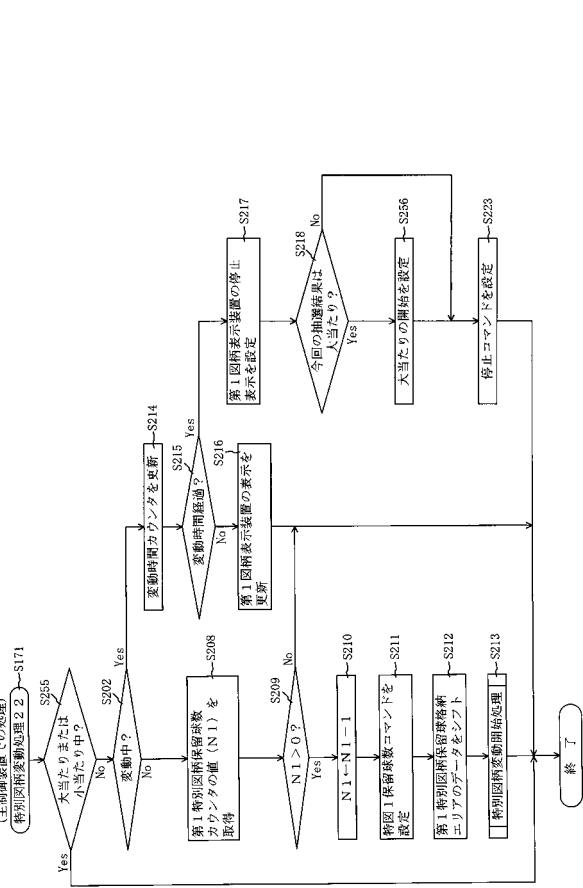 (主制御装置での処理)
特別図柄変動処理22
S171
大当たりまたは
小当たり中?
S255
Yes
No
変動中?
S202
Yes
No
第1特別図柄保留球数
カウンタの値(N1)を
取得
S208
N1>0?
S209
No
Yes
N1←N1-1
S210
特図1保留球数コマンドを
設定
S211
第1特別図柄保留球格納
エリアのデータをシフト
S212
特別図柄変動開始処理
S213
変動時間カウンタを更新
S214
変動時間経過?
S215
Yes
No
第1図柄表示装置の表示を
更新
S216
第1図柄表示装置の停止
表示を設定
S217
今回の抽選結果は
大当たり?
S218
No
Yes
大当たりの開始を設定
S256
停止コマンドを設定
S223
終了